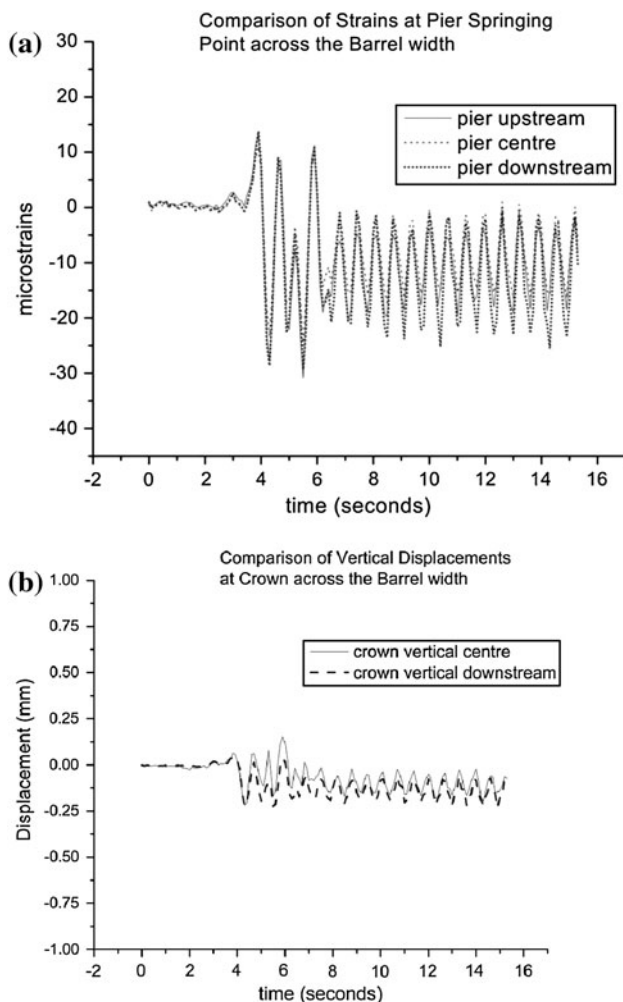 Comparison of Strains at Pier Springing
Point across the Barrel width
(a)
30
20
10
0
-10
-20
-30
-40
microstrains
pier upstream
pier centre
pier downstream
-2 0 2 4 6 8 10 12 14 16
time (seconds)
Comparison of Vertical Displacements
at Crown across the Barrel width
(b)
1.00
0.75
0.50
0.25
0.00
-0.25
-0.50
-0.75
-1.00
Displacement (mm)
crown vertical centre
crown vertical downstream
-2 0 2 4 6 8 10 12 14 16
time (seconds)